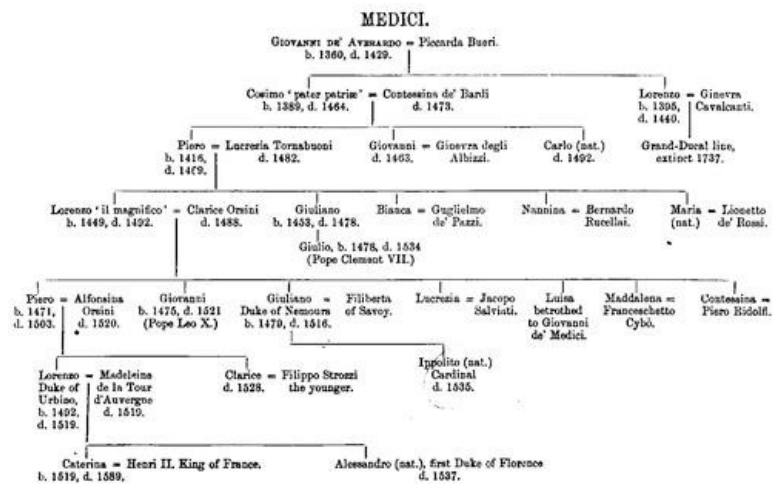 MEDICI.
GIOVANNI DE' AVERARDO = Piccarda Bueri.
b. 1360, d. 1429.
Cosimo 'pater patriæ' = Contessina de' Bardi
b. 1389, d. 1464. d. 1473.
Lorenzo = Ginevra
b. 1395, Cavalcanti.
d. 1440.
Piero = Lucrezia Tornabuoni
b. 1416, d. 1482.
d. 1469.
Giovanni = Ginevra degli
d. 1463. Albizzi.
Carlo (nat.)
d. 1492.
Grand-Ducal line,
extinct 1737.
Lorenzo 'il magnifico' = Clarice Orsini
b. 1449, d. 1492. d. 1488.
Giuliano
b. 1453, d. 1478.
Giulio, b. 1478, d. 1534
(Pope Clement VII.)
Bianca = Guglielmo
de' Pazzi.
Nannina = Bernardo
Rucellai.
Maria = Lionetto
(nat.) de' Rossi.
Piero = Alfonsina
b. 1471, Orsini
d. 1503. d. 1520.
Giovanni
b. 1475, d. 1521
(Pope Leo X.)
Giuliano = Filiberta
Duke of Nemours of Savoy.
b. 1479, d. 1516.
Lucrezia = Jacopo
Salviati.
Luisa
betrothed
to Giovanni
de' Medici.
Maddalena =
Franceschetto
Cybò.
Contessina =
Piero Ridolfi.
Lorenzo = Madeleine
Duke of de la Tour
Urbino, d'Auvergne
b. 1492, d. 1519.
d. 1519.
Clarice = Filippo Strozzi
d. 1528. the younger.
Ippolito (nat.)
Cardinal
d. 1535.
Caterina = Henri II. King of France.
b. 1519, d. 1589,
Alessandro (nat.), first Duke of Florence
d. 1537.